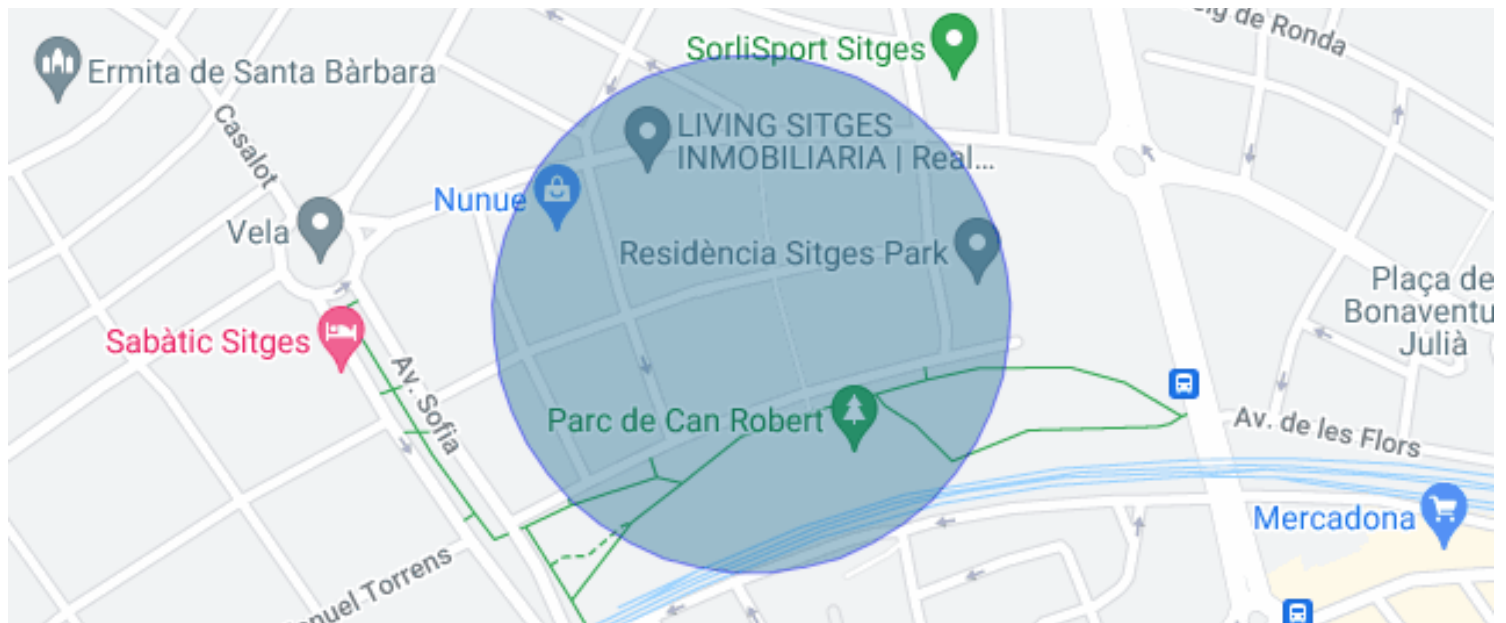 ig de Ronda
SorliSport Sitges
Ermita de Santa Bàrbara
Casalot
LIVING SITGES
INMOBILIARIA | Real...
Nunue
Vela
Residència Sitges Park
Plaça de
Bonaventu
Julià
Sabàtic Sitges
Av. Sofia
Parc de Can Robert
Av. de les Flors
Mercadona
nuel Torrens